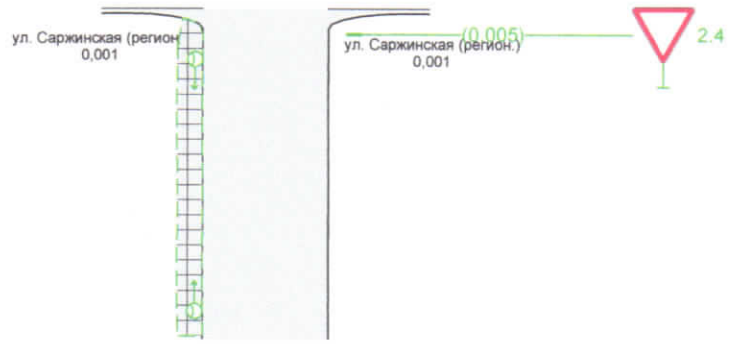 ул. Саржинская (регион
0,001
(0.005)
ул. Саржинская (регион.)
0,001
2.4